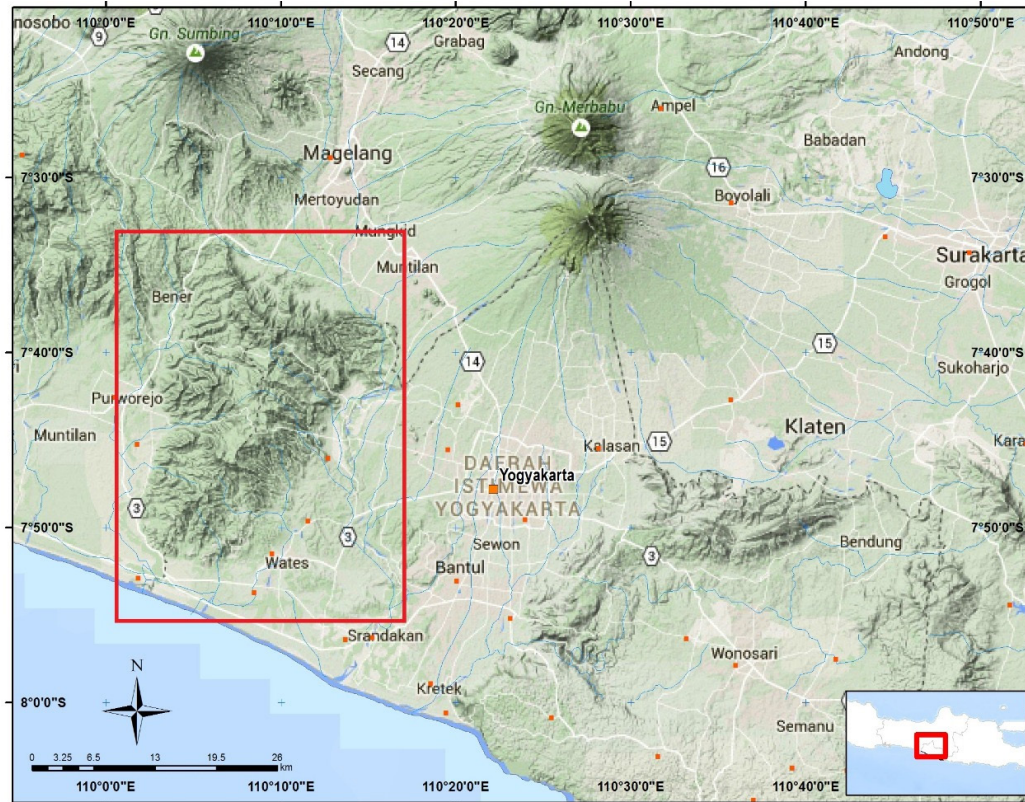 110°0'0"E
110°10'0"E
110°20'0"E
110°30'0"E
110°40'0"E
110°50'0"E
nosobo
9
Gn. Sumbing
14
Grabag
Secang
Andong
Gn. Merbabu
Ampel
Babadan
Magelang
16
7°30'0"S
7°30'0"S
Mertoyudan
Boyolali
Mungkid
Muntilan
Surakarta
Grogol
Bener
7°40'0"S
14
15
7°40'0"S
Sukoharjo
Purworejo
Muntilan
Klaten
Kara
Kalasan
15
DAERAH
ISTIMEWA
YOGYAKARTA
Yogyakarta
3
7°50'0"S
3
Sewon
3
Bendung
7°50'0"S
Wates
Bantul
Srandakan
Wonosari
N
Kretek
8°0'0"S
Semanu
0 3.25 6.5 13 19.5 26
km
110°0'0"E
110°10'0"E
110°20'0"E
110°30'0"E
110°40'0"E